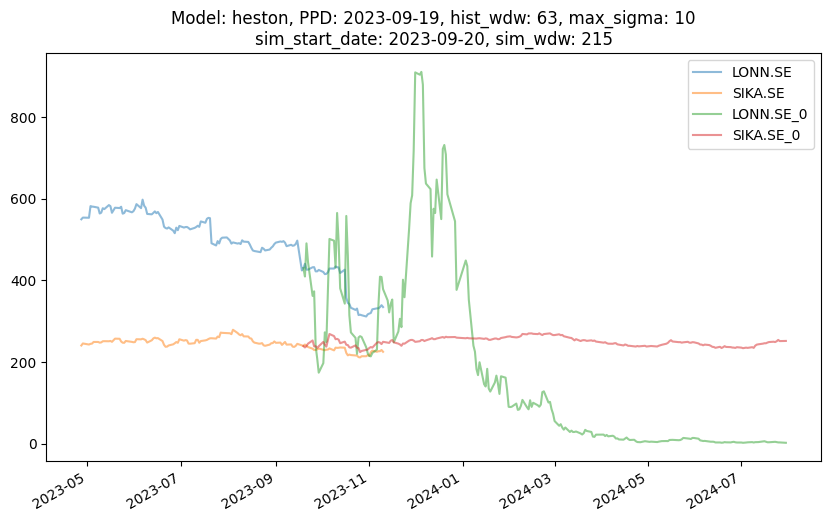 Model: heston, PPD: 2023-09-19, hist_wdw: 63, max_sigma: 10
sim_start_date: 2023-09-20, sim_wdw: 215
LONN.SE
SIKA.SE
LONN.SE_0
SIKA.SE_0
800
600
400
200
0
2023-05
2023-07
2023-09
2023-11
2024-01
2024-03
2024-05
2024-07